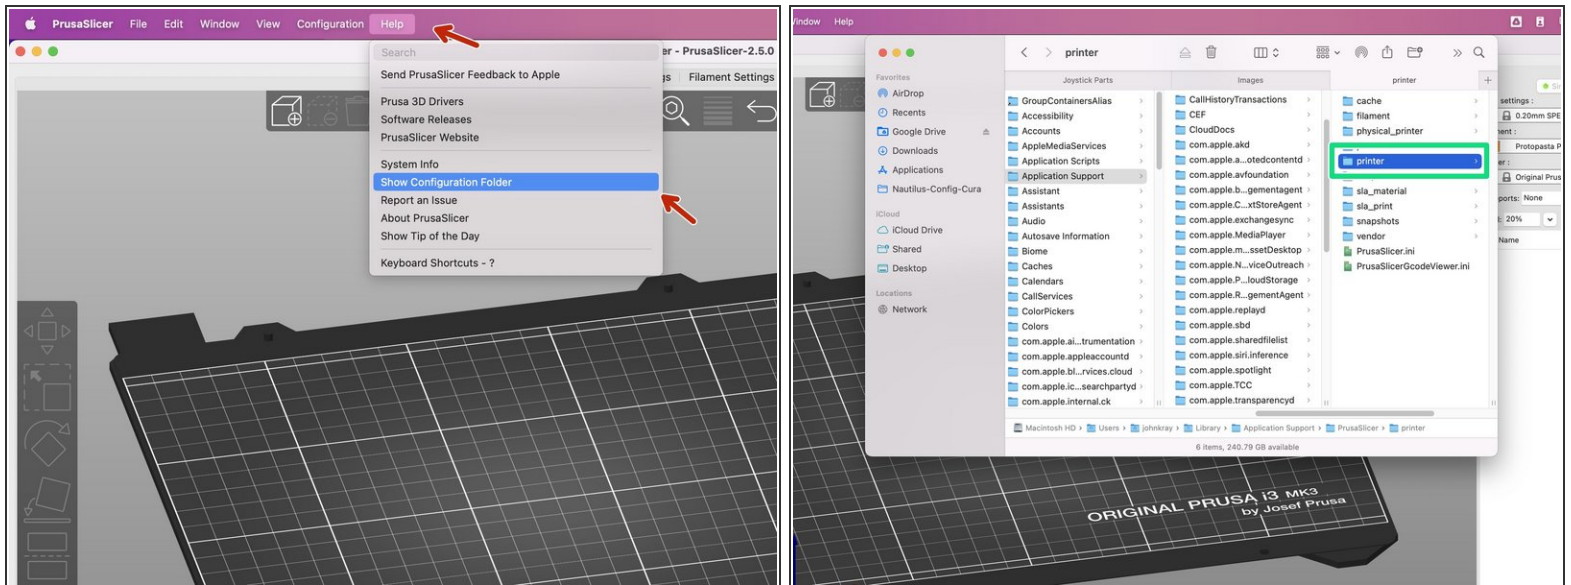 PrusaSlicer File Edit Window View Configuration Help
er - PrusaSlicer-2.5.0
Filament Settings
Search
Send PrusaSlicer Feedback to Apple
Prusa 3D Drivers
Software Releases
PrusaSlicer Website
System Info
Show Configuration Folder
Report an Issue
About PrusaSlicer
Show Tip of the Day
Keyboard Shortcuts - ?
Window Help
printer
Joystick Parts Images printer
Favorites
AirDrop
Recents
Google Drive
Downloads
Applications
Nautilus-Config-Cura
iCloud
iCloud Drive
Shared
Desktop
Locations
Network
GroupContainersAlias
Accessibility
Accounts
AppleMediaServices
Application Scripts
Application Support
Assistant
Assistants
Audio
Autosave Information
Biome
Caches
Calendars
CallServices
ColorPickers
Colors
com.apple.ai...trumentation
com.apple.appleaccountd
com.apple.bl...rvices.cloud
com.apple.ic...searchpartyd
com.apple.internal.ck
CallHistoryTransactions
CEF
CloudDocs
com.apple.akd
com.apple.a...otedcontentd
com.apple.avfoundation
com.apple.b...gementagent
com.apple.C...xtStoreAgent
com.apple.exchangesync
com.apple.MediaPlayer
com.apple.m...ssetDesktop
com.apple.N...viceOutreach
com.apple.P...loudStorage
com.apple.R...gementAgent
com.apple.replayd
com.apple.sbd
com.apple.sharedfilelist
com.apple.siri.inference
com.apple.spotlight
com.apple.TCC
com.apple.transparencyd
cache
filament
physical_printer
printer
sla_material
sla_print
snapshots
vendor
PrusaSlicer.ini
PrusaSlicerGcodeViewer.ini
Macintosh HD › Users › johnkray › Library › Application Support › PrusaSlicer › printer
6 items, 240.79 GB available
settings :
0.20mm SPE
Protopasta P
Original Prus
ports: None
20%
Name
ORIGINAL PRUSA i3 MK3
by Josef Prusa